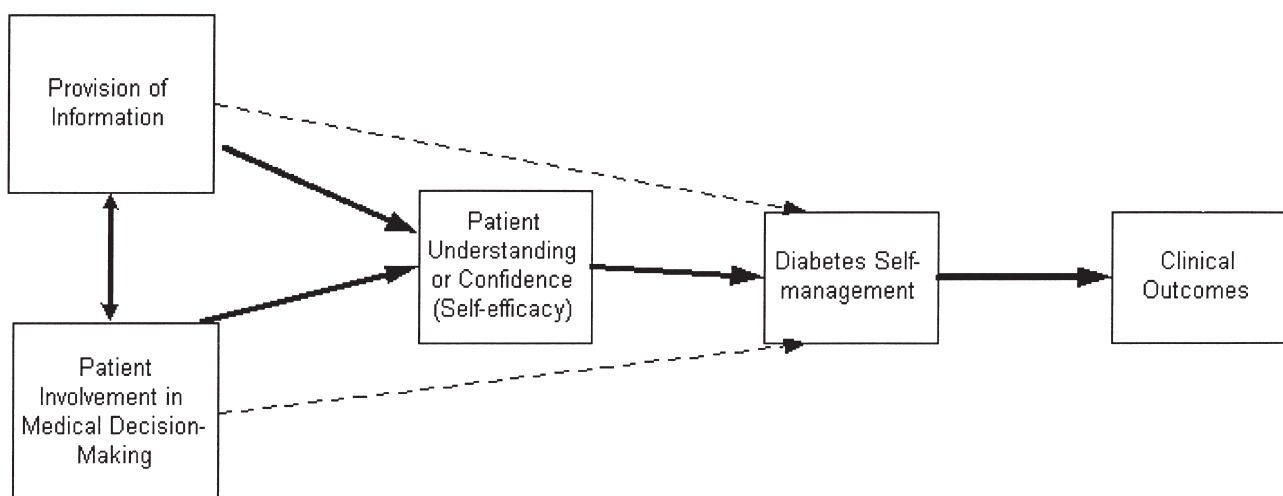 Provision of
Information
Patient
Understanding
or Confidence
(Self-efficacy)
Diabetes Self-
management
Clinical
Outcomes
Patient
Involvement in
Medical Decision-
Making